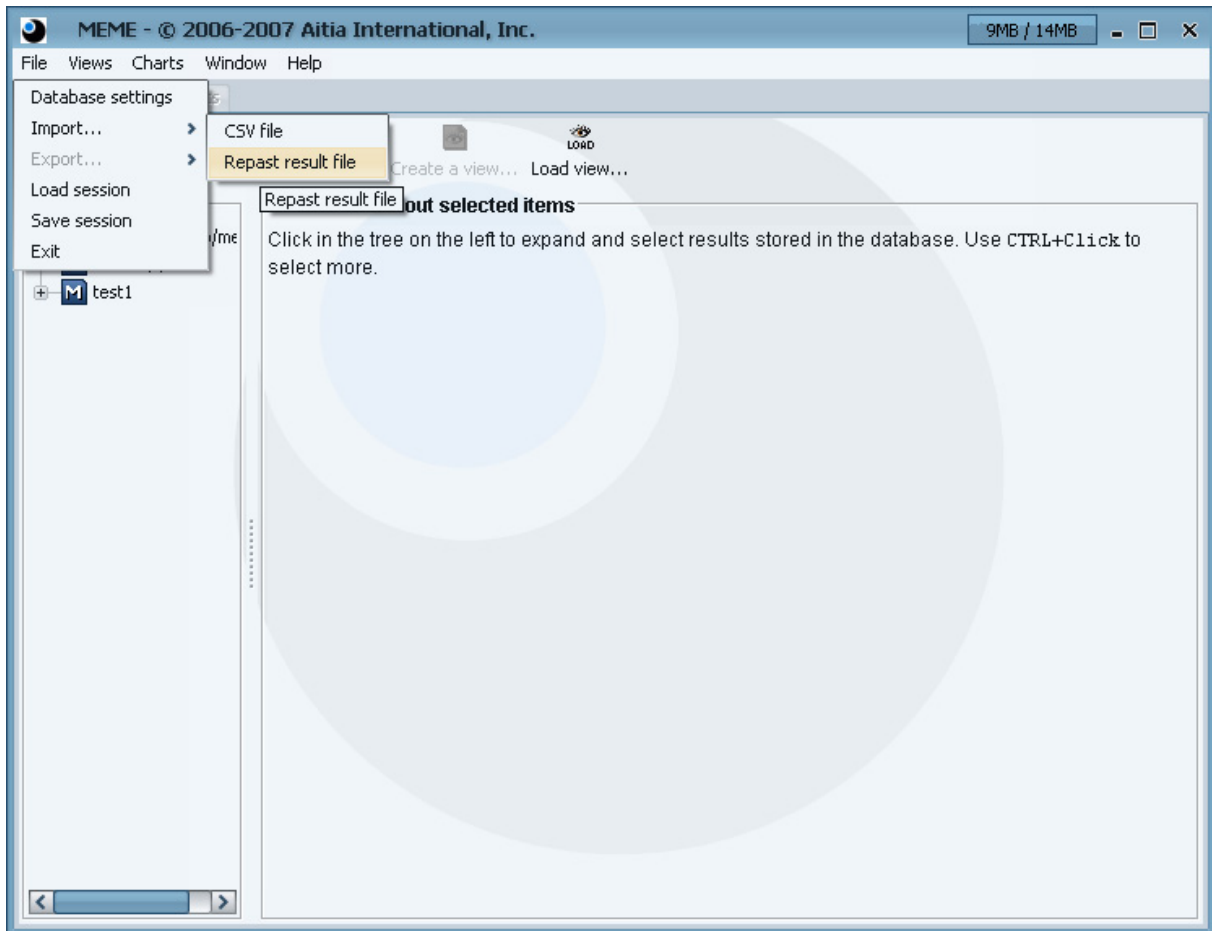 MEME - © 2006-2007 Aitia International, Inc.
9MB / 14MB
File Views Charts Window Help
Database settings
Import...
Export...
Load session
Save session
Exit
CSV file
Repast result file
Create a view...
LOAD
Load view...
Repast result file
out selected items
Click in the tree on the left to expand and select results stored in the database. Use CTRL+Click to
select more.
/me
M test1